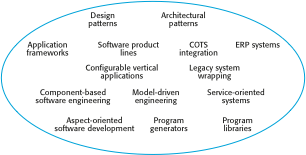 Design patterns
Architectural patterns
Application frameworks
Software product lines
COTS integration
ERP systems
Configurable vertical applications
Legacy system wrapping
Component-based software engineering
Model-driven engineering
Service-oriented systems
Aspect-oriented software development
Program generators
Program libraries